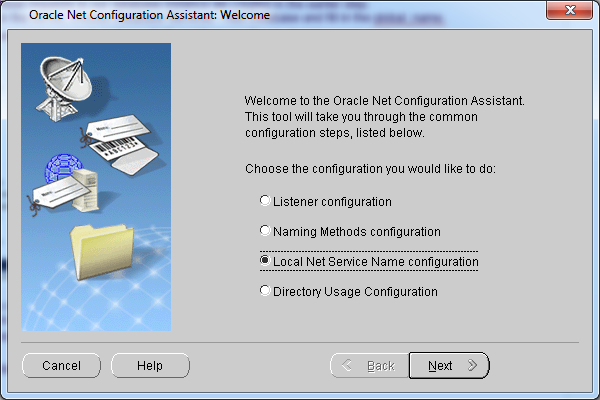 Oracle Net Configuration Assistant: Welcome
Welcome to the Oracle Net Configuration Assistant.
This tool will take you through the common
configuration steps, listed below.
Choose the configuration you would like to do:
Listener configuration
Naming Methods configuration
Local Net Service Name configuration
Directory Usage Configuration
Cancel
Help
Back
Next